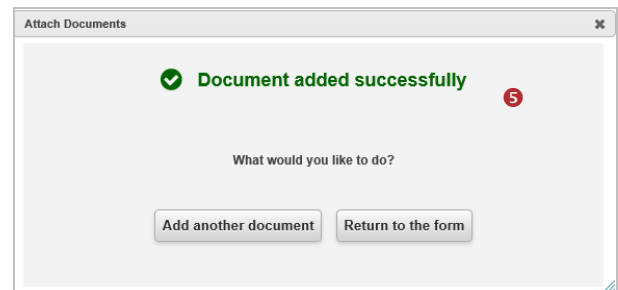 Attach Documents
Document added successfully
5
What would you like to do?
Add another document Return to the form